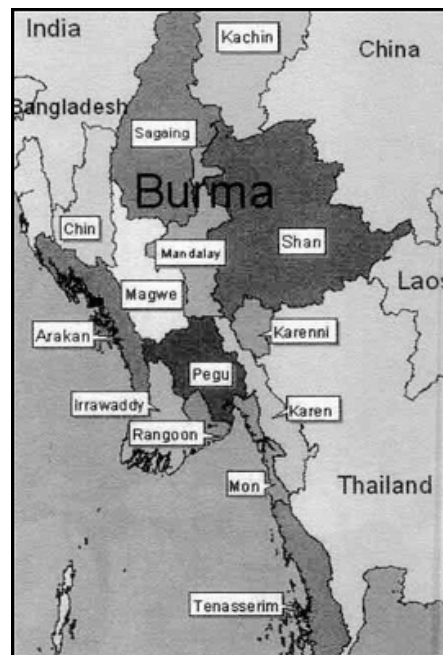 India
Kachin
China
Bangladesh
Sagaing
Burma
Chin
Mandalay
Shan
Laos
Magwe
Arakan
Karenni
Pegu
Irrawaddy
Karen
Rangoon
Mon
Thailand
Tenasserim